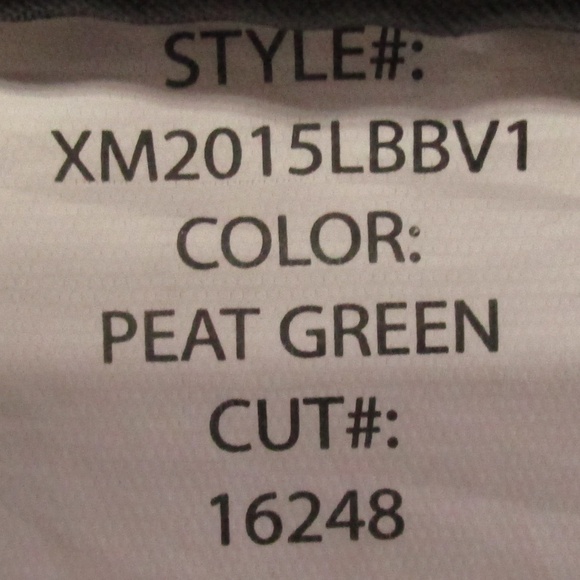 STYLE#:
XM2015LBBV1
COLOR:
PEAT GREEN
CUT#:
16248